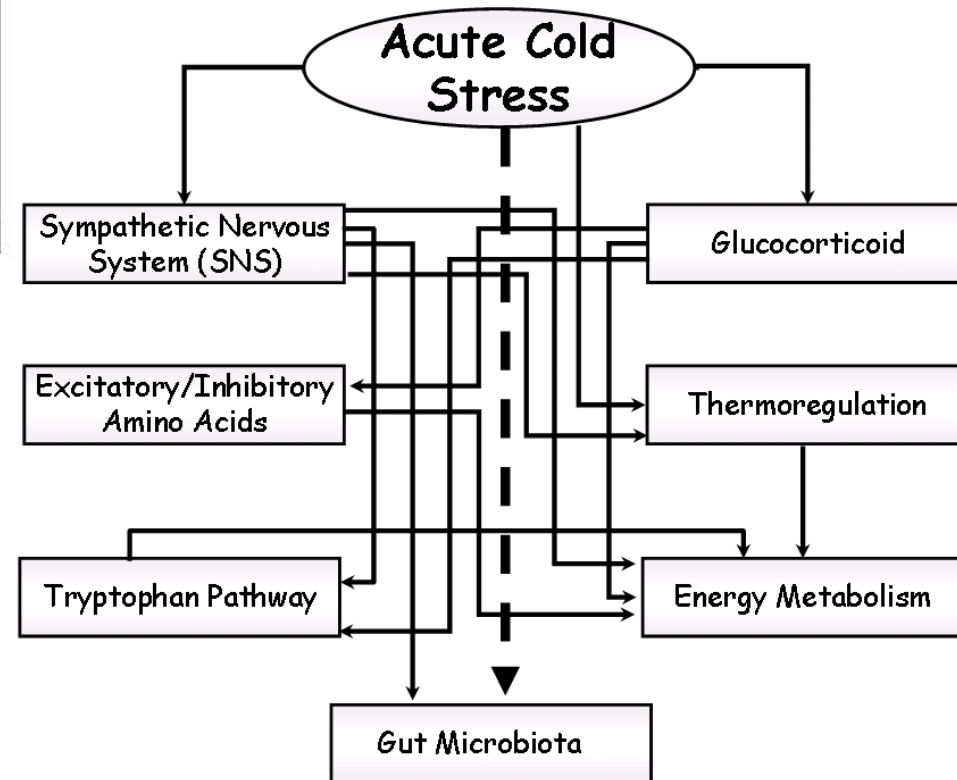 Acute Cold
Stress
Sympathetic Nervous
System (SNS)
Glucocorticoid
Excitatory/Inhibitory
Amino Acids
Thermoregulation
Tryptophan Pathway
Energy Metabolism
Gut Microbiota